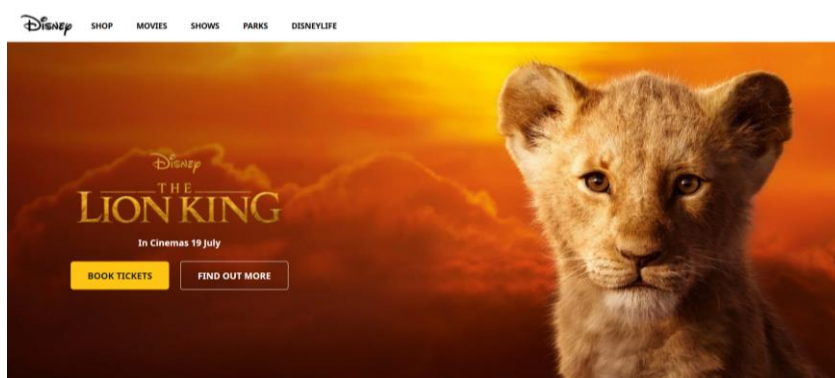 Disney SHOP MOVIES SHOWS PARKS DISNEYLIFE
Disney
THE
LION KING
In Cinemas 19 July
BOOK TICKETS FIND OUT MORE